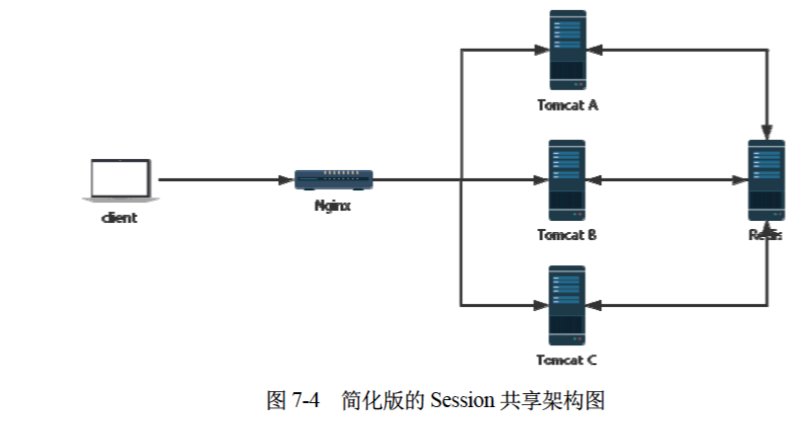 Tomcat A
client
Nginx
Tomcat B
Redis
Tomcat C
图 7-4 简化版的 Session 共享架构图